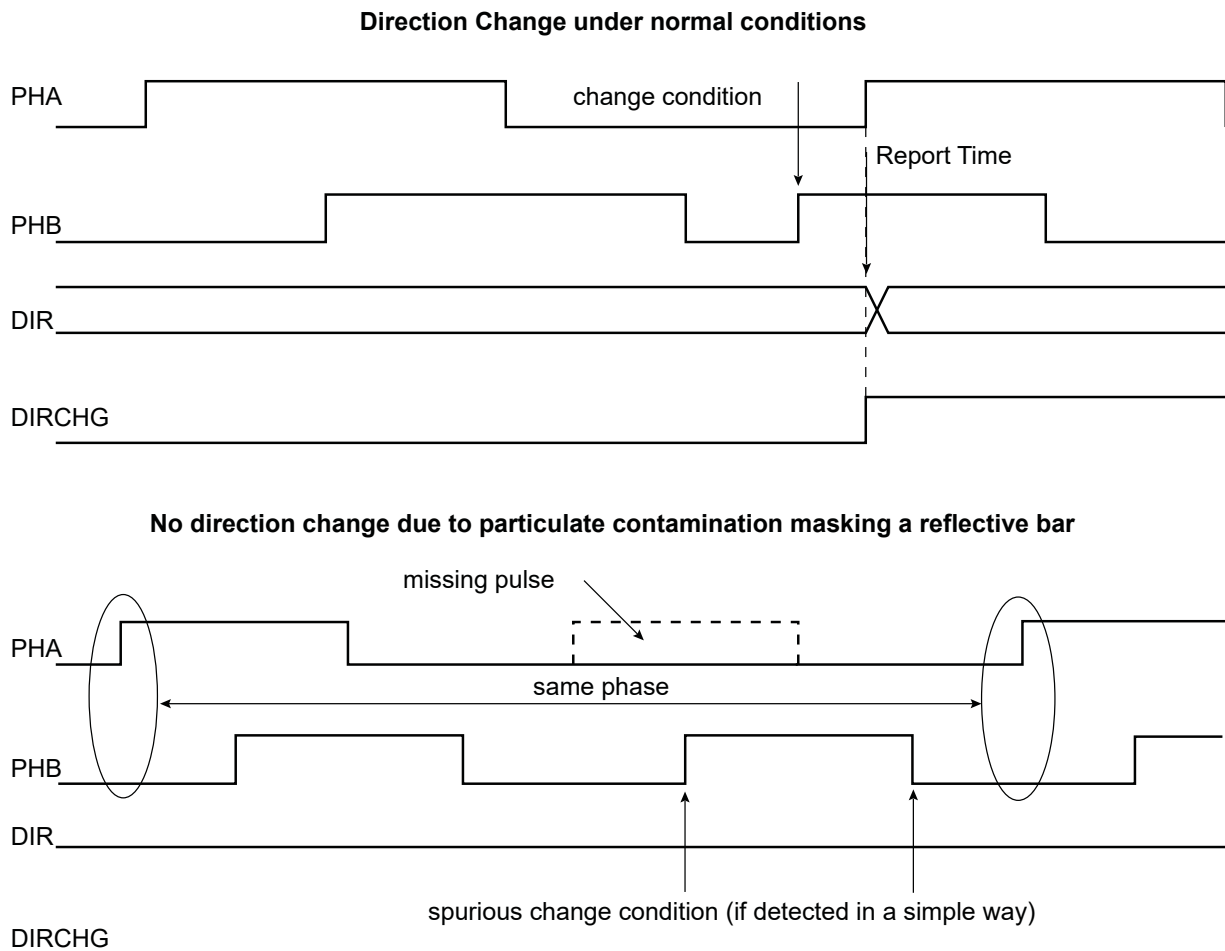 Direction Change under normal conditions
PHA
change condition
Report Time
PHB
DIR
DIRCHG
No direction change due to particulate contamination masking a reflective bar
missing pulse
PHA
same phase
PHB
DIR
spurious change condition (if detected in a simple way)
DIRCHG